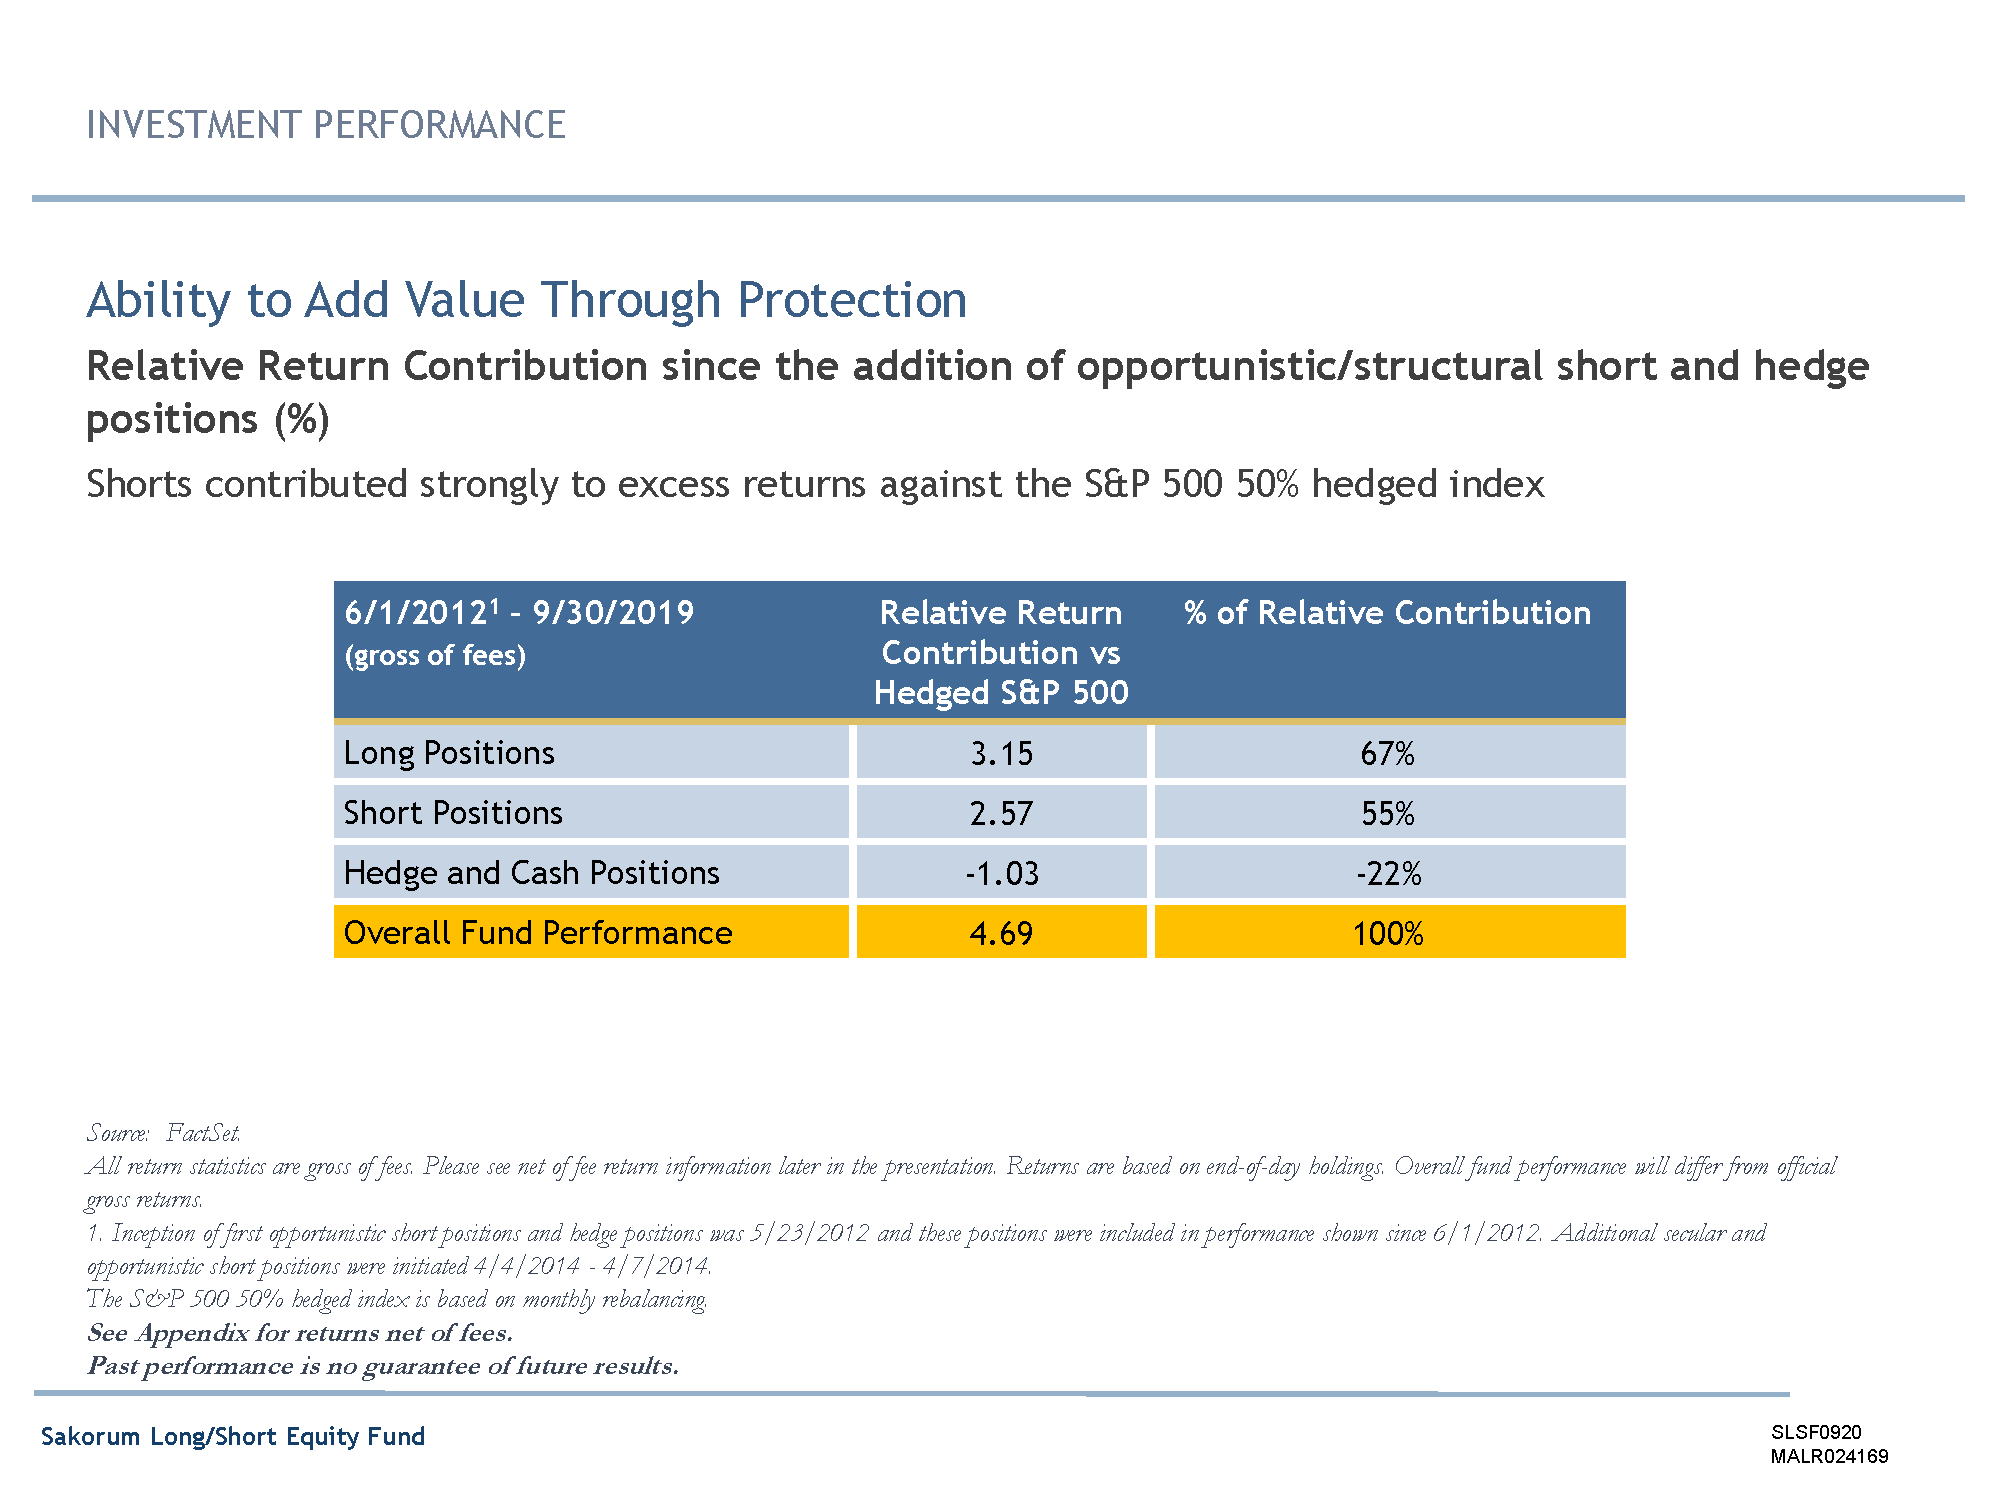 INVESTMENT PERFORMANCE
Ability to Add Value Through Protection
Relative Return Contribution since the addition of opportunistic/structural short and hedge
positions (%)
Shorts contributed strongly to excess returns against the S&P 500 50% hedged index
6/1/2012¹ – 9/30/2019
(gross of fees)
Relative Return
Contribution vs
Hedged S&P 500
% of Relative Contribution
Long Positions 3.15 67%
Short Positions 2.57 55%
Hedge and Cash Positions -1.03 -22%
Overall Fund Performance 4.69 100%
Source: FactSet.
All return statistics are gross of fees. Please see net of fee return information later in the presentation. Returns are based on end-of-day holdings. Overall fund performance will differ from official
gross returns.
1. Inception of first opportunistic short positions and hedge positions was 5/23/2012 and these positions were included in performance shown since 6/1/2012. Additional secular and
opportunistic short positions were initiated 4/4/2014 - 4/7/2014.
The S&P 500 50% hedged index is based on monthly rebalancing.
See Appendix for returns net of fees.
Past performance is no guarantee of future results.
Sakorum Long/Short Equity Fund
SLSF0920
MALR024169